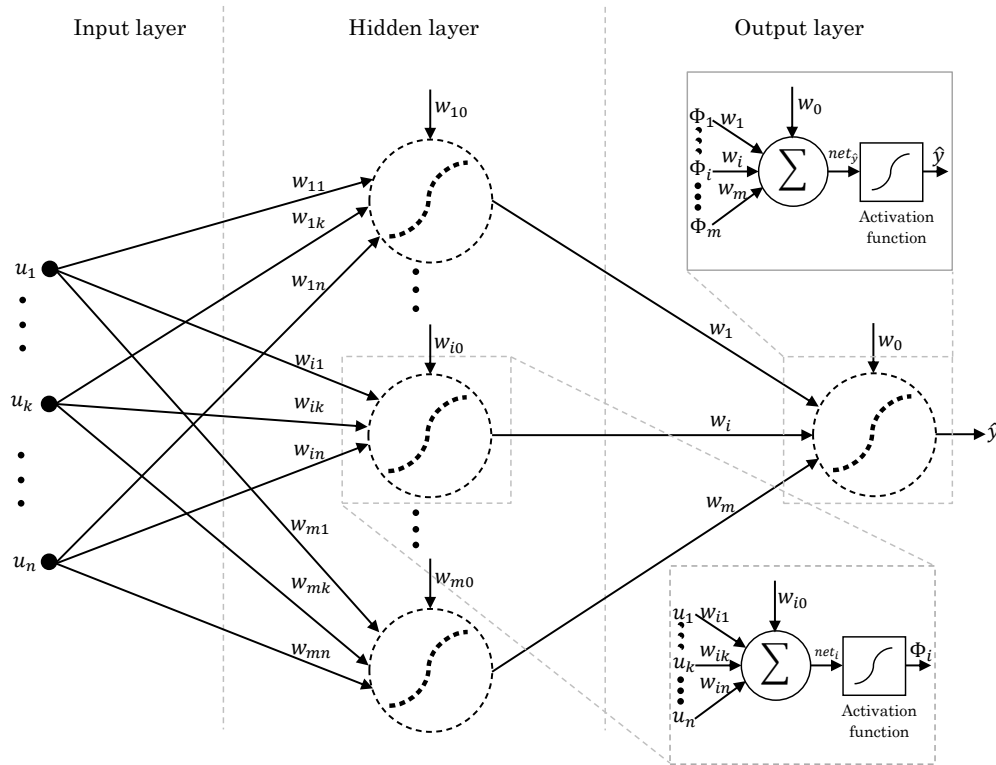 Input layer
Hidden layer
Output layer
w₁₀
w₁₁
w₁ₖ
w₁ₙ
u₁
uₖ
uₙ
wᵢ₀
wᵢ₁
wᵢₖ
wᵢₙ
wₘ₀
wₘ₁
wₘₖ
wₘₙ
w₁
wᵢ
wₘ
w₀
ŷ
w₀
Φ₁ w₁
Φᵢ wᵢ
Φₘ wₘ
∑
net_ŷ
ŷ
Activation
function
wᵢ₀
u₁ wᵢ₁
uₖ wᵢₖ
uₙ wᵢₙ
∑
netᵢ
Φᵢ
Activation
function